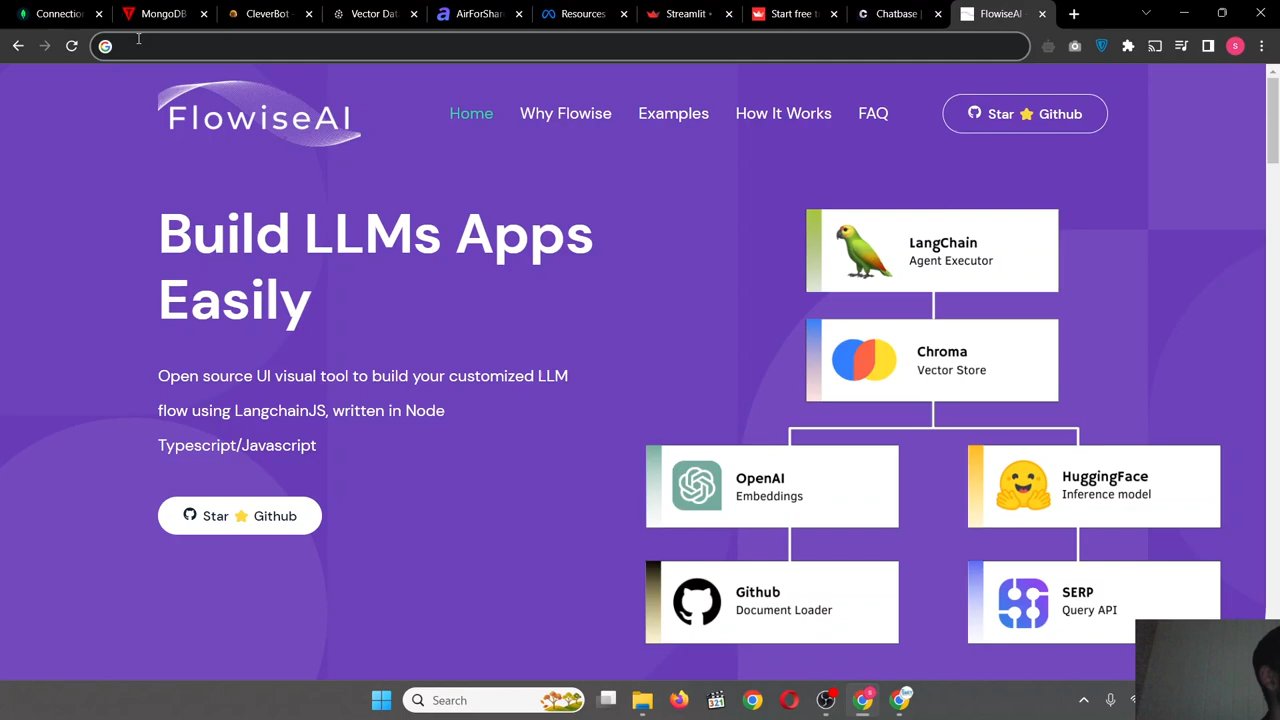 Connection
MongoDB
CleverBot -
Vector Dat
AirForShar
Resources
Streamlit •
Start free t
Chatbase |
FlowiseAI -
FlowiseAI
Home
Why Flowise
Examples
How It Works
FAQ
Star ⭐ Github
Build LLMs Apps
Easily
Open source UI visual tool to build your customized LLM
flow using LangchainJS, written in Node
Typescript/Javascript
Star ⭐ Github
LangChain
Agent Executor
Chroma
Vector Store
OpenAI
Embeddings
HuggingFace
Inference model
Github
Document Loader
SERP
Query API
Search